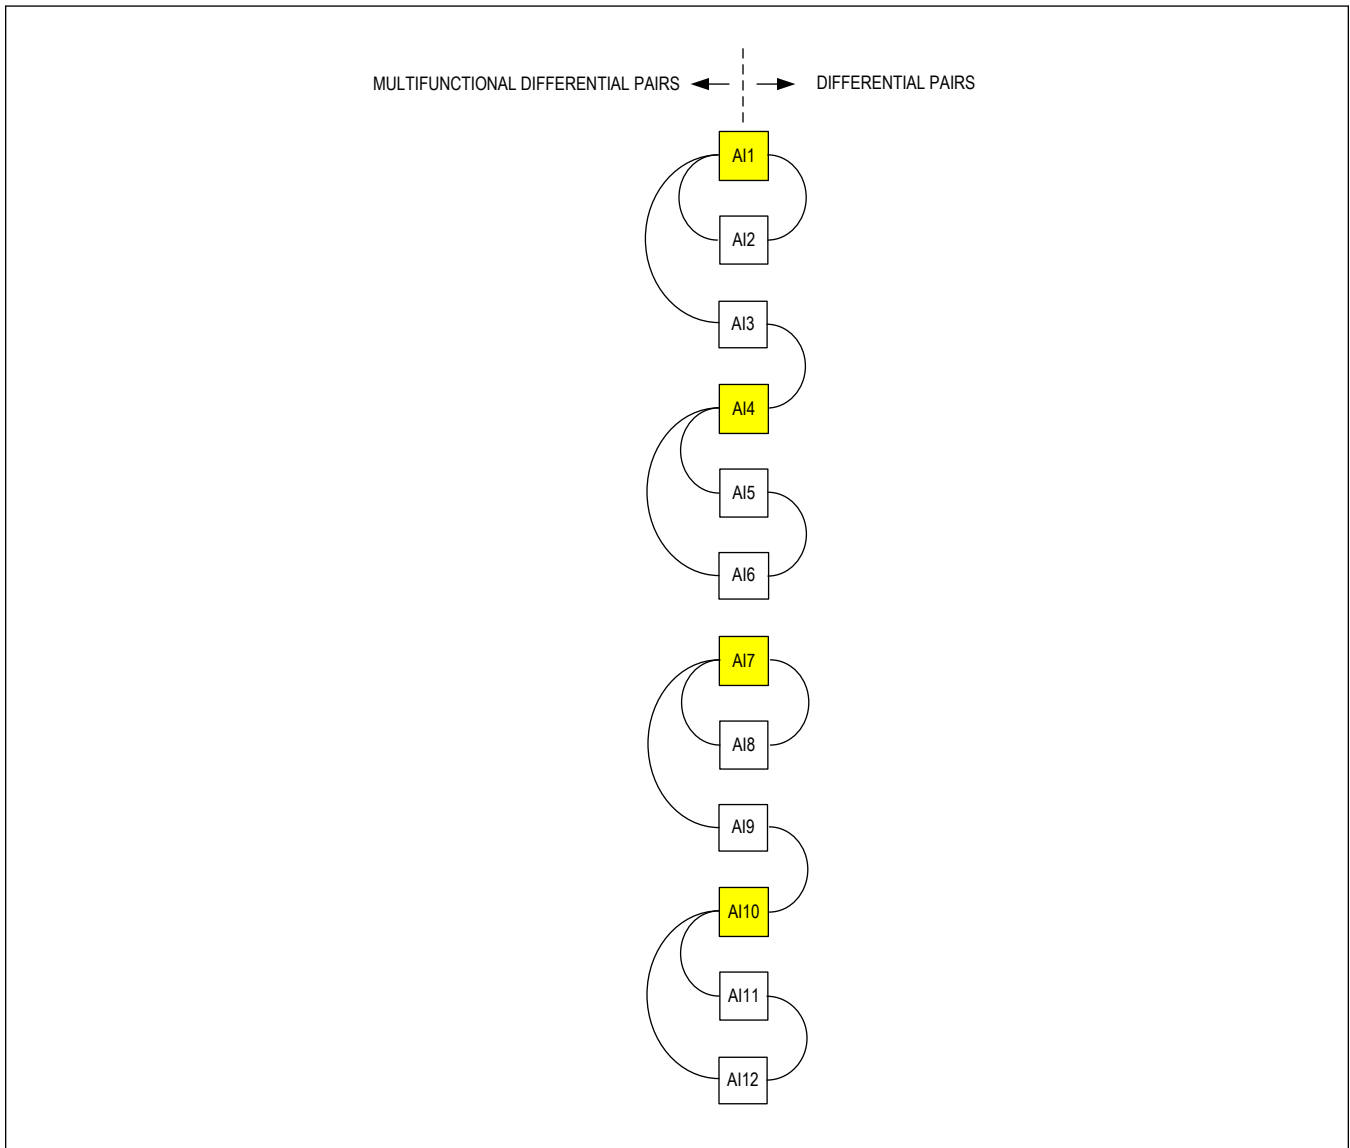 MULTIFUNCTIONAL DIFFERENTIAL PAIRS DIFFERENTIAL PAIRS
AI1
AI2
AI3
AI4
AI5
AI6
AI7
AI8
AI9
AI10
AI11
AI12